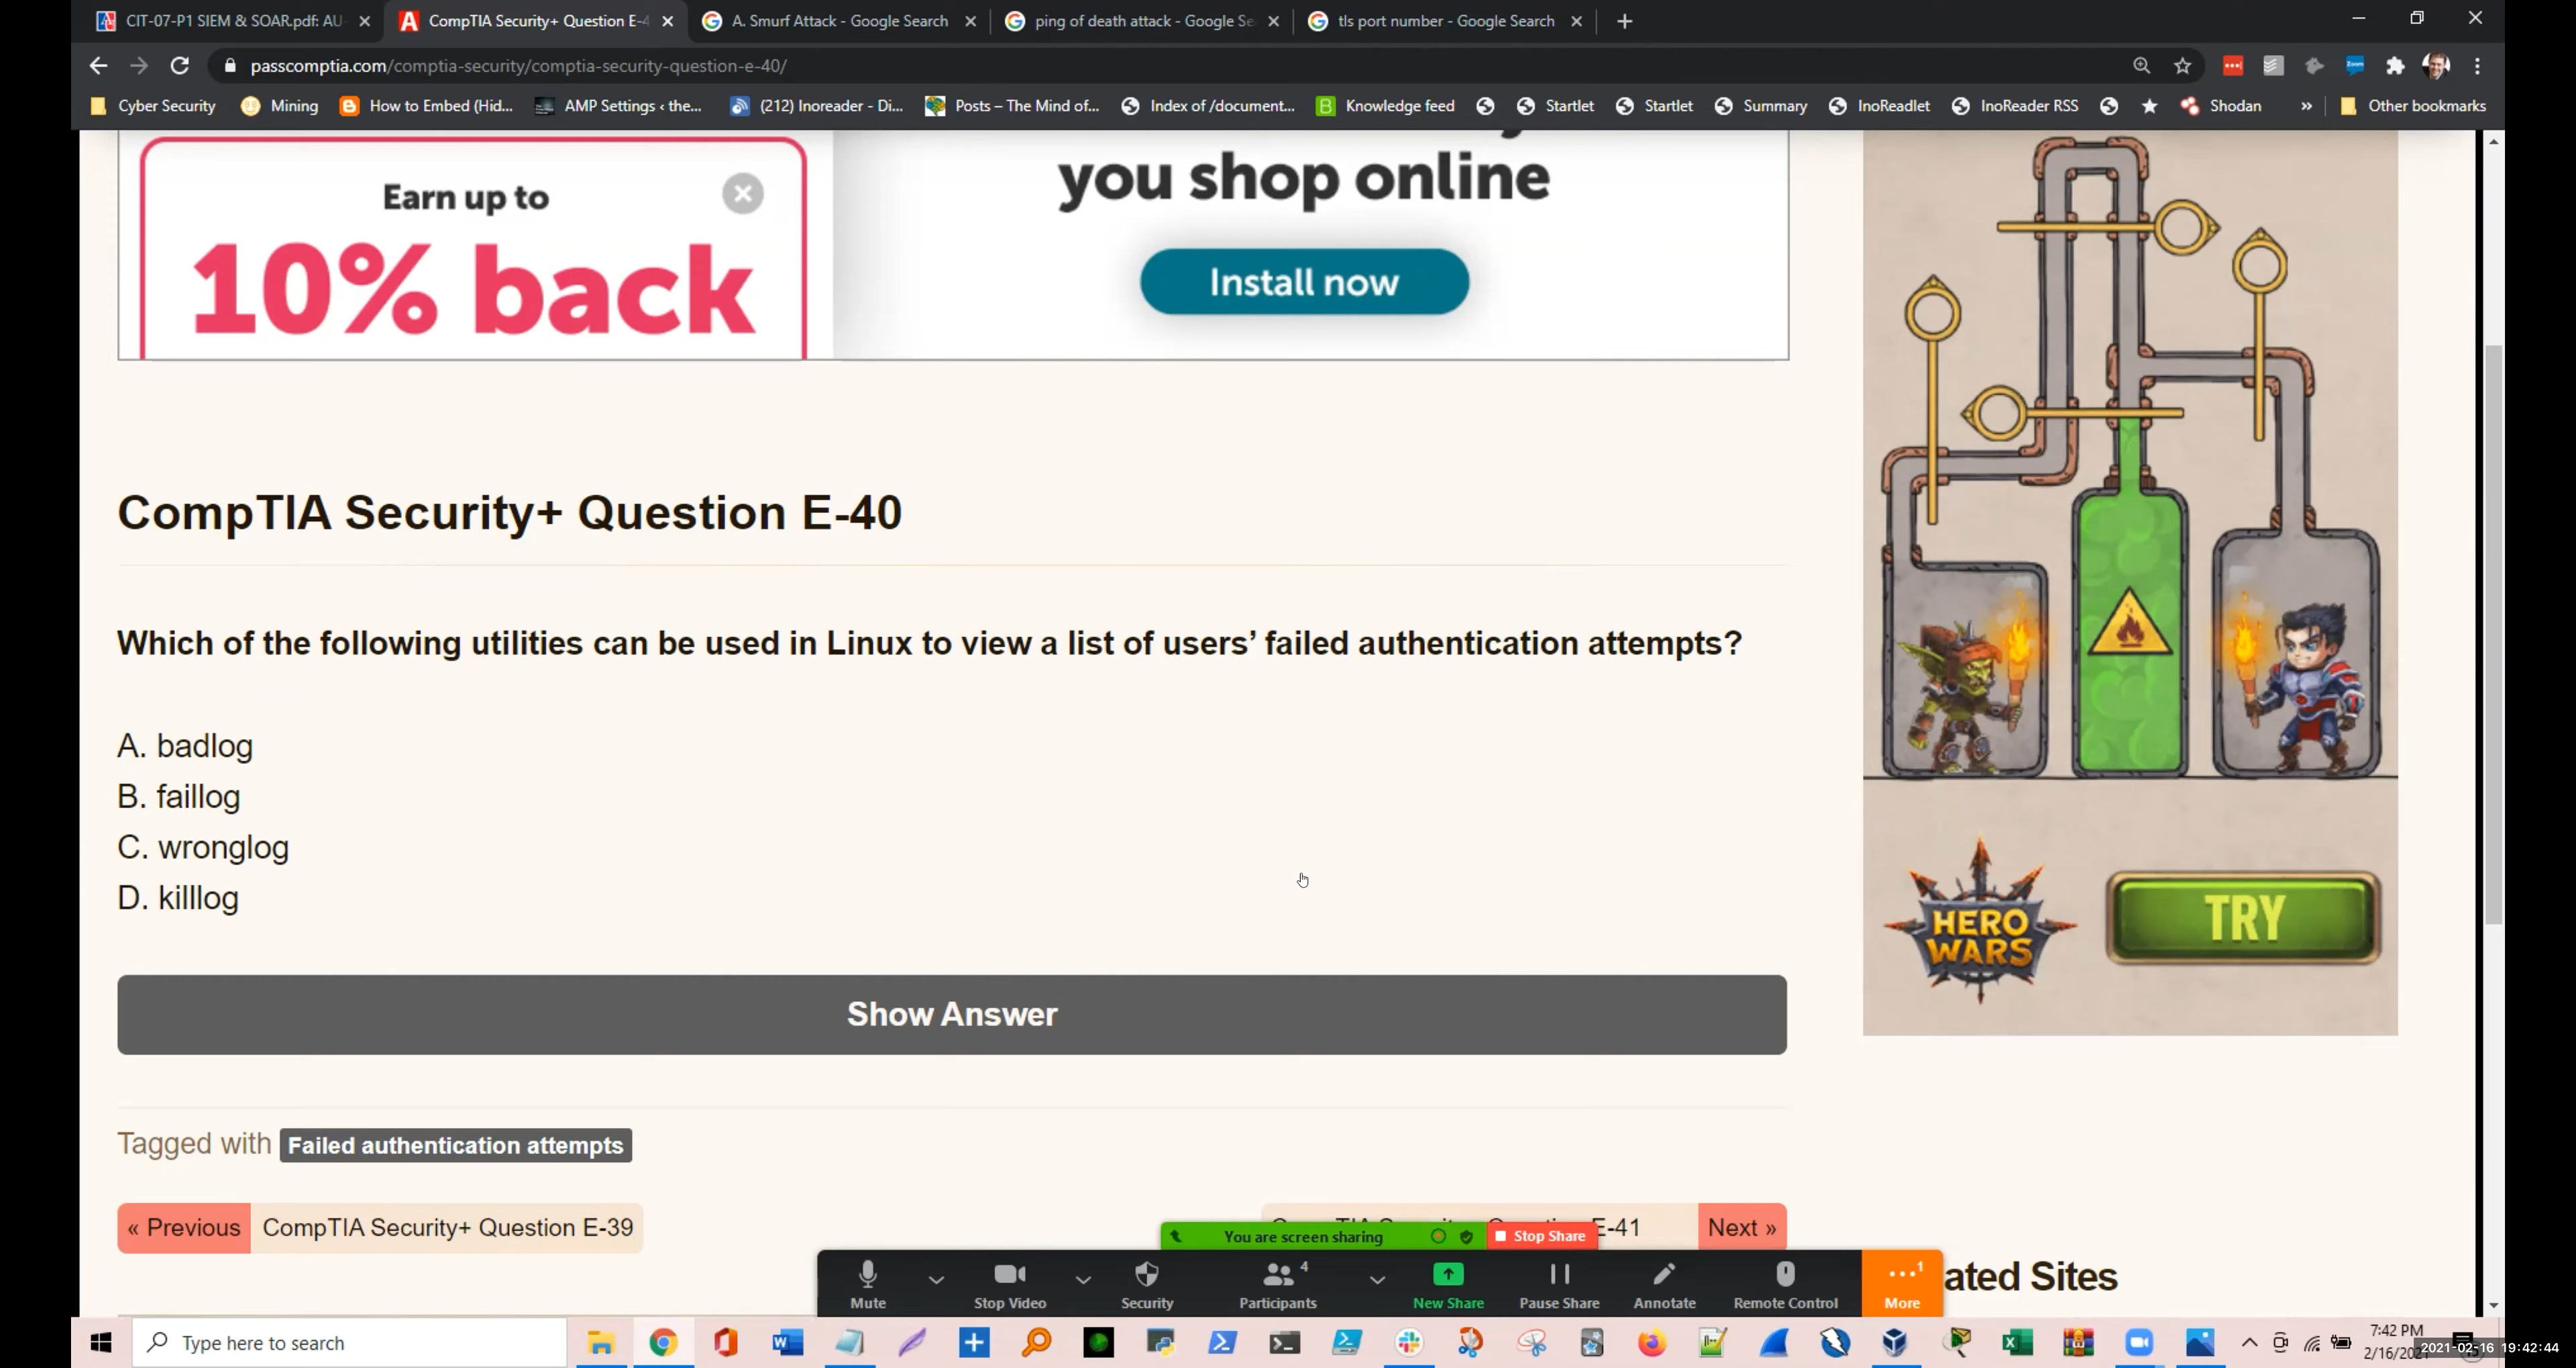 CIT-07-P1 SIEM & SOAR.pdf: AU
CompTIA Security+ Question E-4
A. Smurf Attack - Google Search
ping of death attack - Google Se
tls port number - Google Search
passcomptia.com/comptia-security/comptia-security-question-e-40/
Cyber Security
Mining
How to Embed (Hid...
AMP Settings ‹ the...
(212) Inoreader - Di...
Posts – The Mind of...
Index of /document...
Knowledge feed
Startlet
Startlet
Summary
InoReadlet
InoReader RSS
Shodan
»
Other bookmarks
Earn up to
10% back
you shop online
Install now
CompTIA Security+ Question E-40
Which of the following utilities can be used in Linux to view a list of users’ failed authentication attempts?
A. badlog
B. faillog
C. wronglog
D. killlog
Show Answer
HERO
WARS
TRY
Tagged with Failed authentication attempts
« Previous CompTIA Security+ Question E-39
E-41 Next »
You are screen sharing
Stop Share
ated Sites
Mute
Stop Video
Security
4
Participants
New Share
Pause Share
Annotate
Remote Control
1
More
Type here to search
7:42 PM
2/16/202
2021-02-16 19:42:44